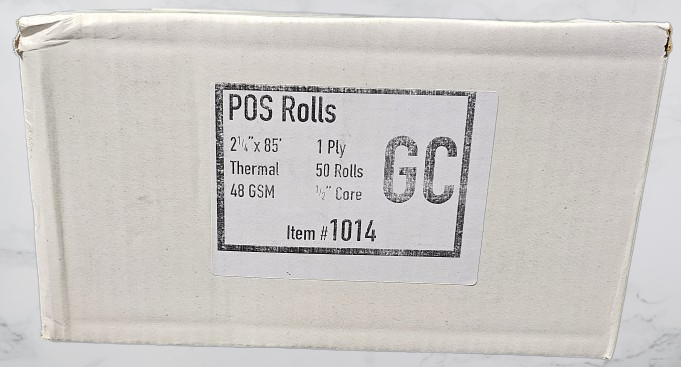 POS Rolls
2¼" x 85' 1 Ply
Thermal 50 Rolls
48 GSM ½" Core
GC
Item #1014